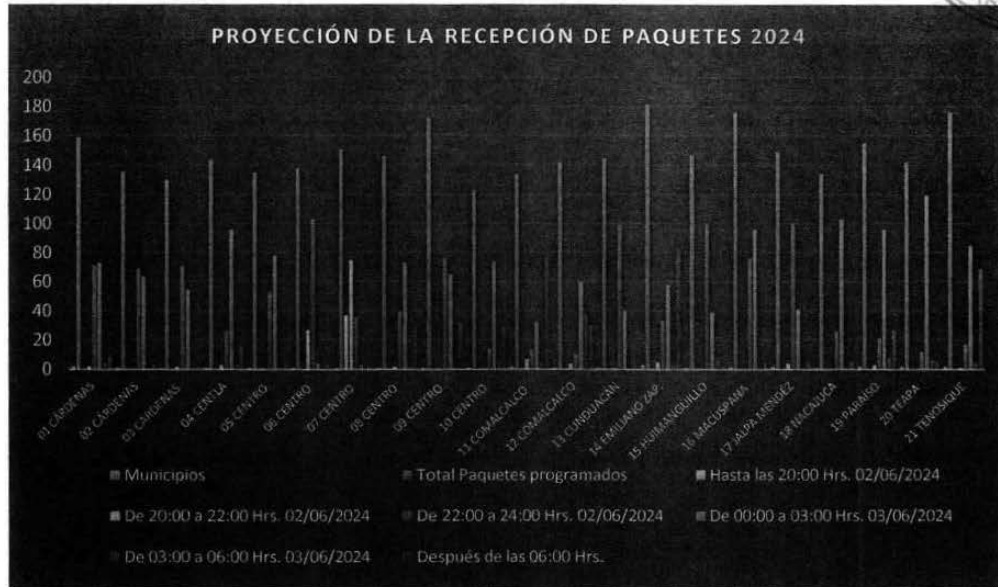 PROYECCIÓN DE LA RECEPCIÓN DE PAQUETES 2024
200
180
160
140
120
100
80
60
40
20
0
01 CÁRDENAS
02 CÁRDENAS
03 CÁRDENAS
04 CENTLA
05 CENTRO
06 CENTRO
07 CENTRO
08 CENTRO
09 CENTRO
10 CENTRO
11 COMALCALCO
12 COMALCALCO
13 CUNDUACÁN
14 EMILIANO ZAP.
15 HUIMANGUILLO
16 MACUSPANA
17 JALPA MÉNDEZ
18 NACAJUCA
19 PARAÍSO
20 TEAPA
21 TENOSIQUE
Municipios
Total Paquetes programados
Hasta las 20:00 Hrs. 02/06/2024
De 20:00 a 22:00 Hrs. 02/06/2024
De 22:00 a 24:00 Hrs. 02/06/2024
De 00:00 a 03:00 Hrs. 03/06/2024
De 03:00 a 06:00 Hrs. 03/06/2024
Después de las 06:00 Hrs.